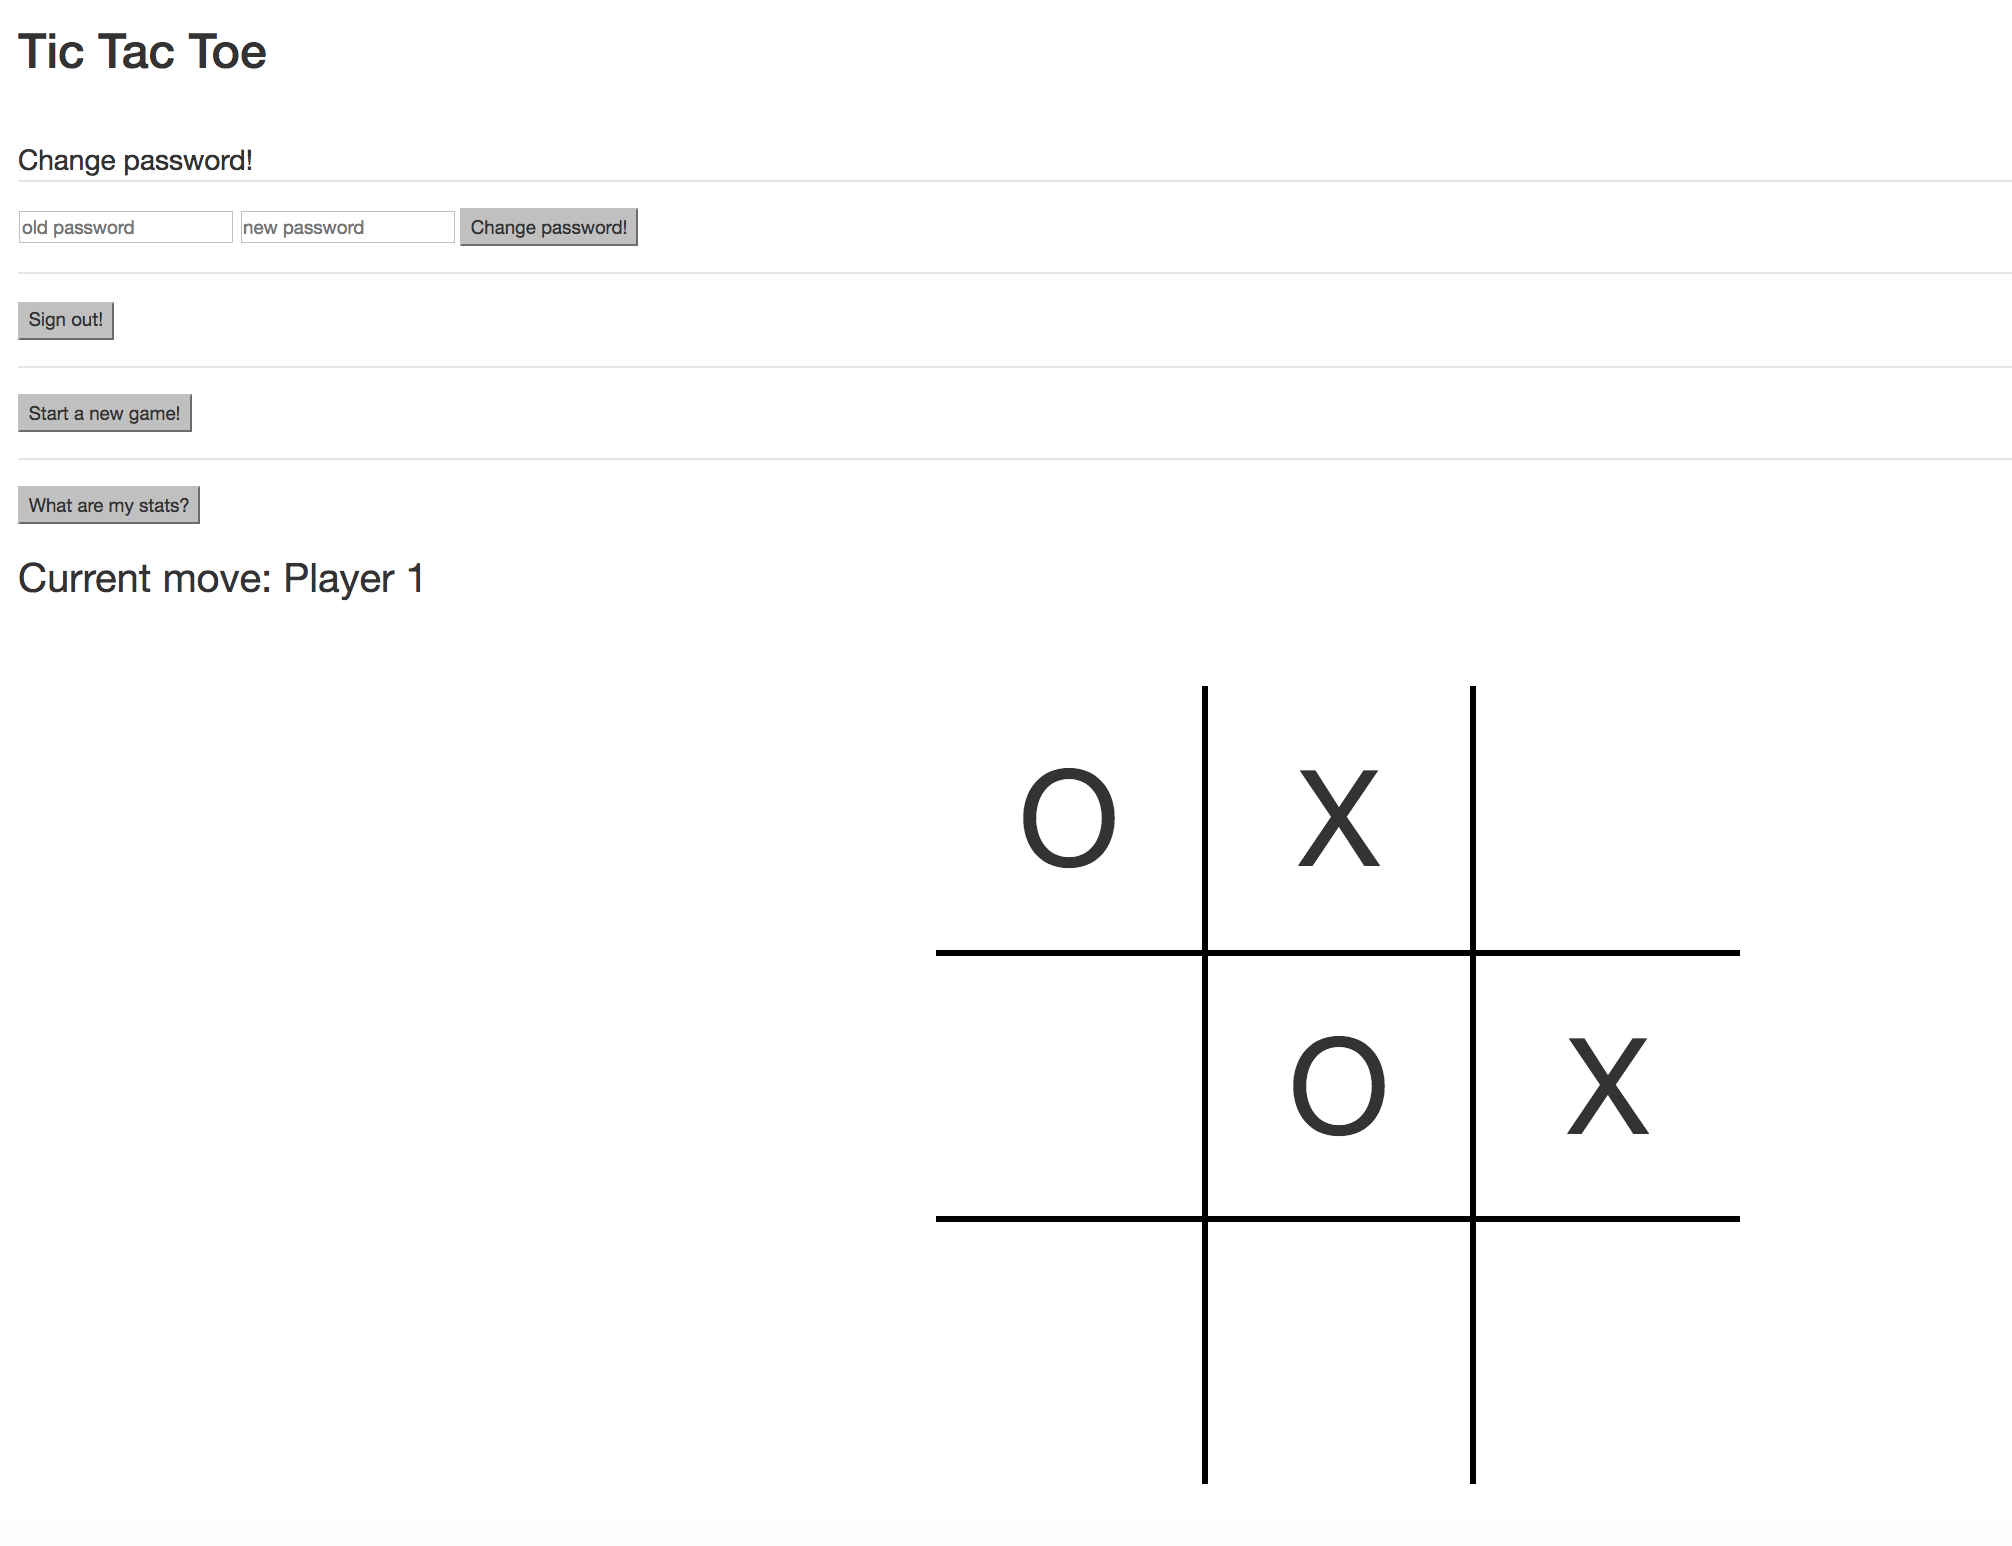 Tic Tac Toe
Change password!
old password new password Change password!
Sign out!
Start a new game!
What are my stats?
Current move: Player 1
O X
O X